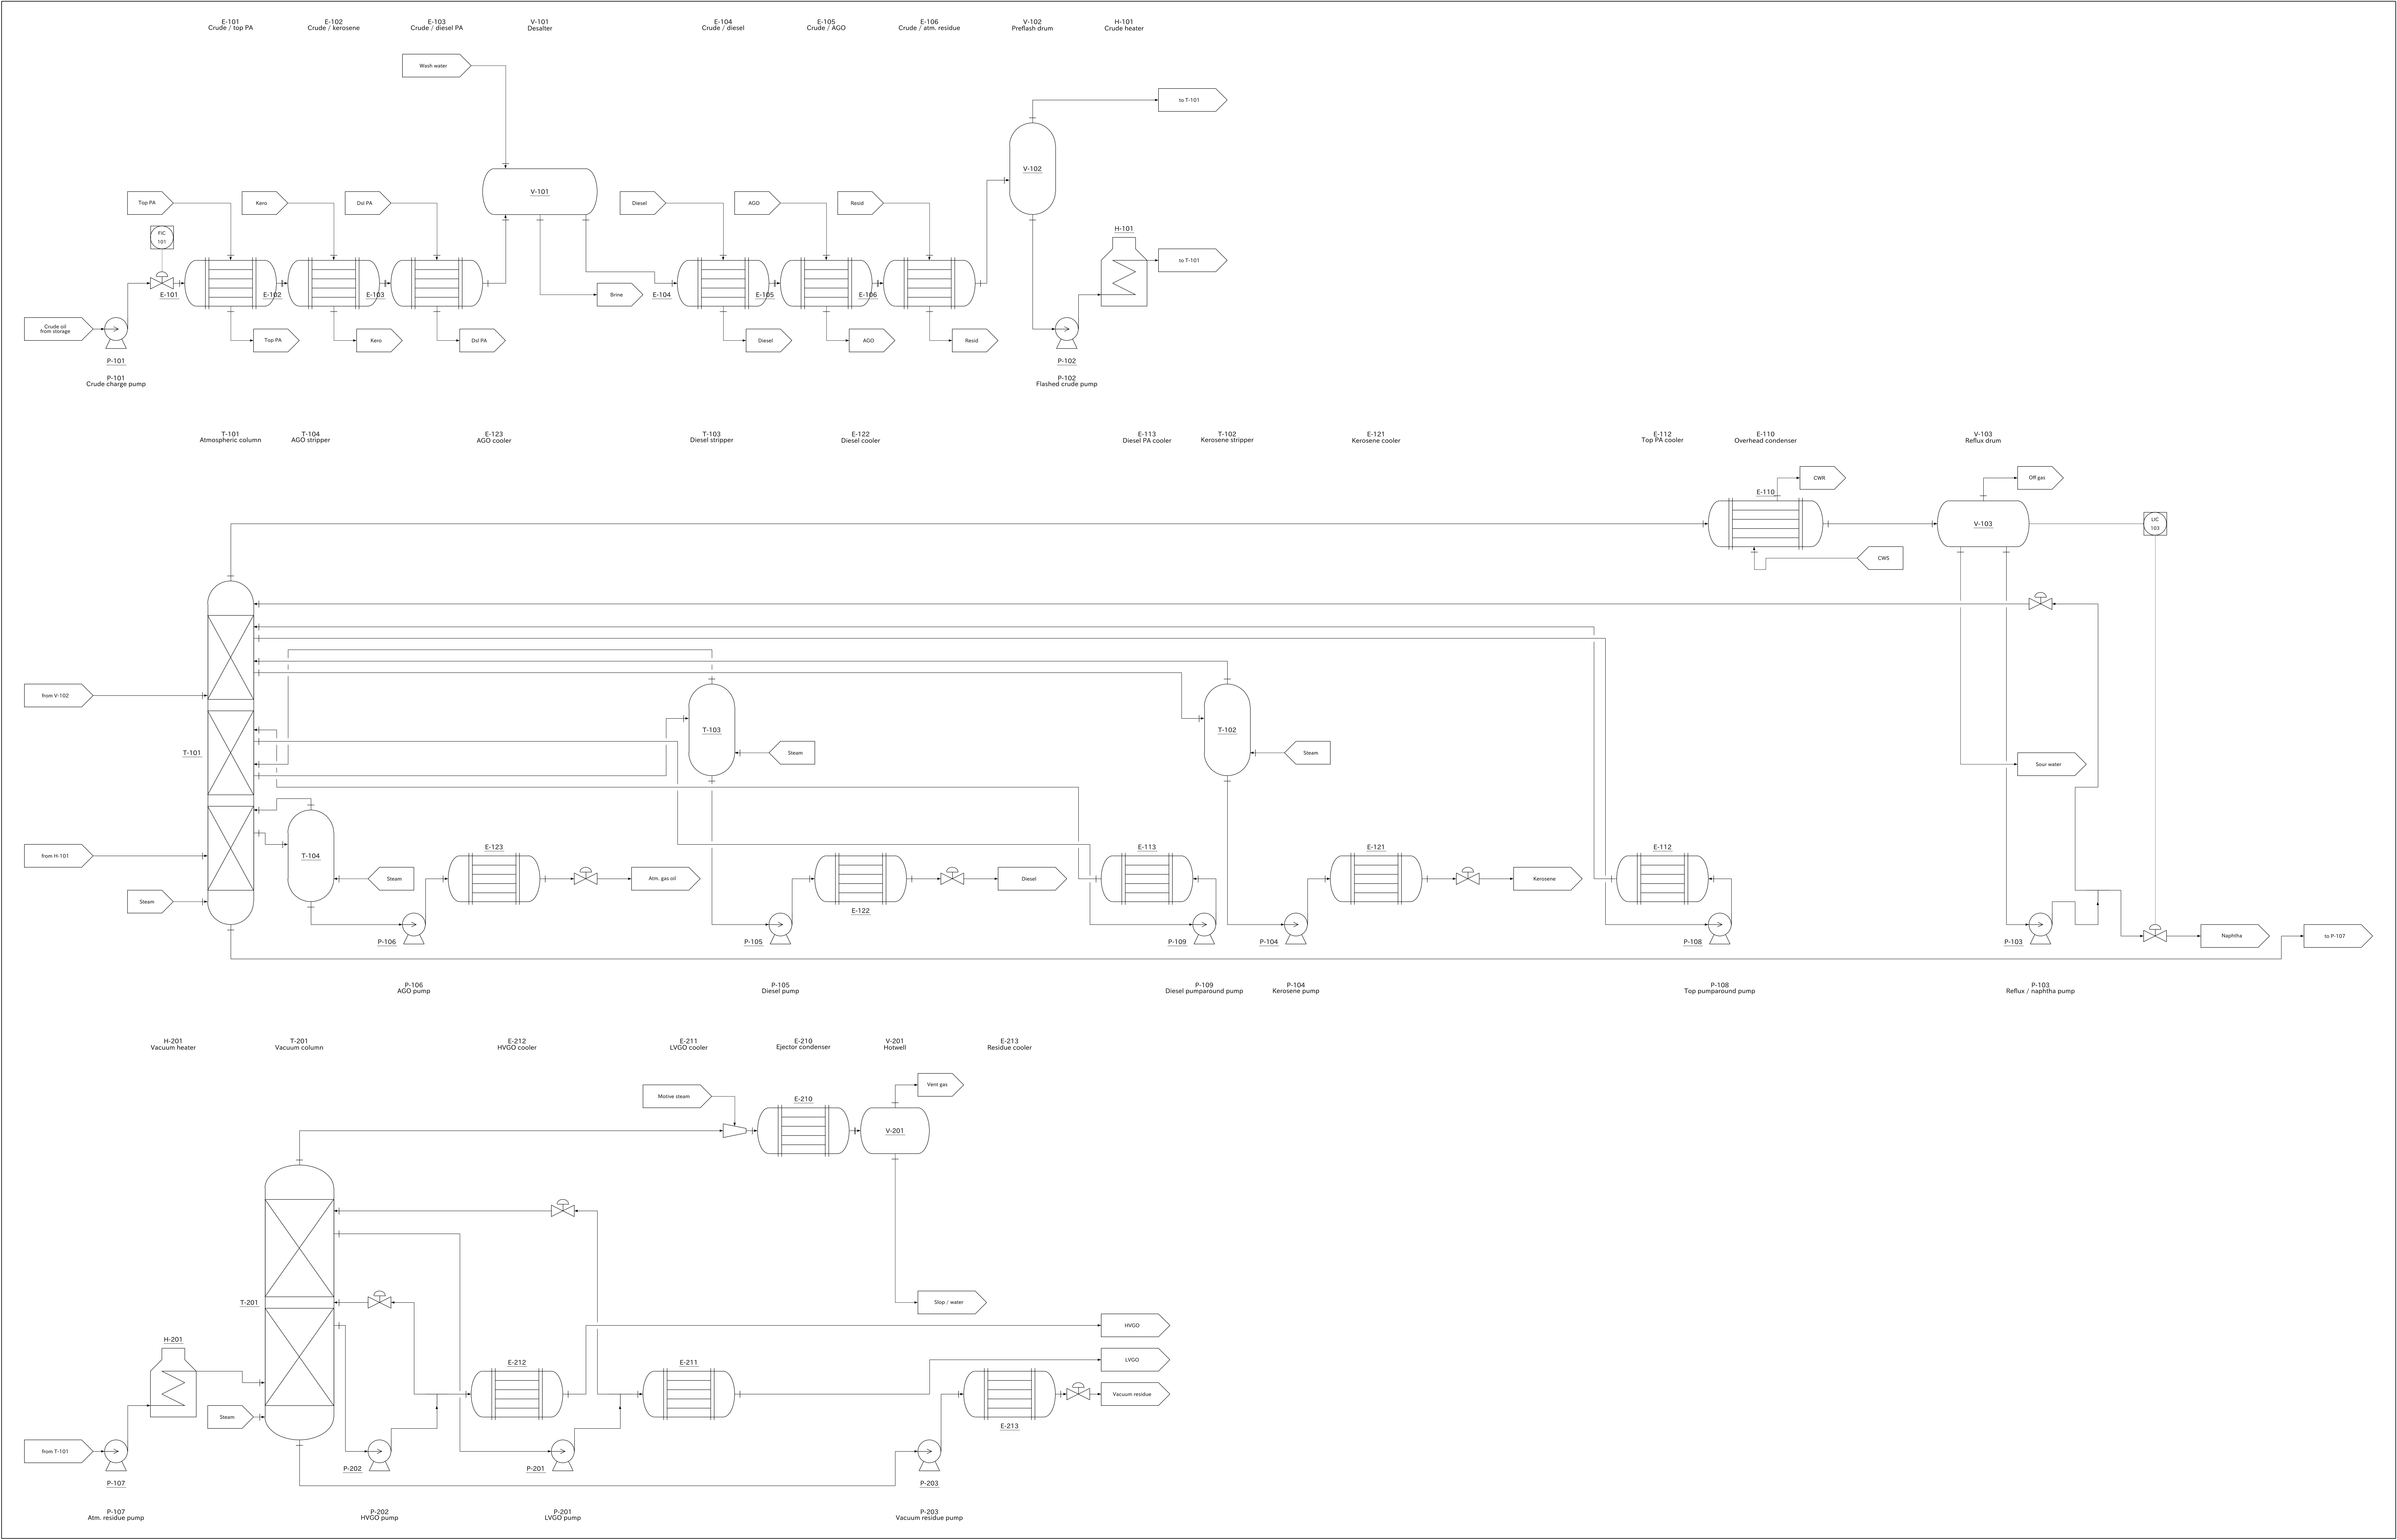 E-101
Crude / top PA
E-102
Crude / kerosene
E-103
Crude / diesel PA
V-101
Desalter
E-104
Crude / diesel
E-105
Crude / AGO
E-106
Crude / atm. residue
V-102
Preflash drum
H-101
Crude heater
Wash water
to T-101
V-102
V-101
Top PA
Kero
Dsl PA
Diesel
AGO
Resid
FIC
101
H-101
to T-101
E-101
E-102
E-103
Brine
E-104
E-105
E-106
Crude oil
from storage
Top PA
Kero
Dsl PA
Diesel
AGO
Resid
P-101
P-102
P-101
Crude charge pump
P-102
Flashed crude pump
T-101
Atmospheric column
T-104
AGO stripper
E-123
AGO cooler
T-103
Diesel stripper
E-122
Diesel cooler
E-113
Diesel PA cooler
T-102
Kerosene stripper
E-121
Kerosene cooler
E-112
Top PA cooler
E-110
Overhead condenser
V-103
Reflux drum
CWR
Off gas
E-110
V-103
LIC
103
CWS
from V-102
T-103
T-102
T-101
Steam
Steam
Sour water
from H-101
T-104
E-123
E-113
E-121
E-112
Steam
Atm. gas oil
Diesel
Kerosene
Steam
E-122
P-106
P-105
P-109
P-104
P-108
P-103
Naphtha
to P-107
P-106
AGO pump
P-105
Diesel pump
P-109
Diesel pumparound pump
P-104
Kerosene pump
P-108
Top pumparound pump
P-103
Reflux / naphtha pump
H-201
Vacuum heater
T-201
Vacuum column
E-212
HVGO cooler
E-211
LVGO cooler
E-210
Ejector condenser
V-201
Hotwell
E-213
Residue cooler
Vent gas
Motive steam
E-210
V-201
T-201
Slop / water
HVGO
H-201
E-212
E-211
LVGO
Vacuum residue
Steam
E-213
from T-101
P-202
P-201
P-107
P-203
P-107
Atm. residue pump
P-202
HVGO pump
P-201
LVGO pump
P-203
Vacuum residue pump